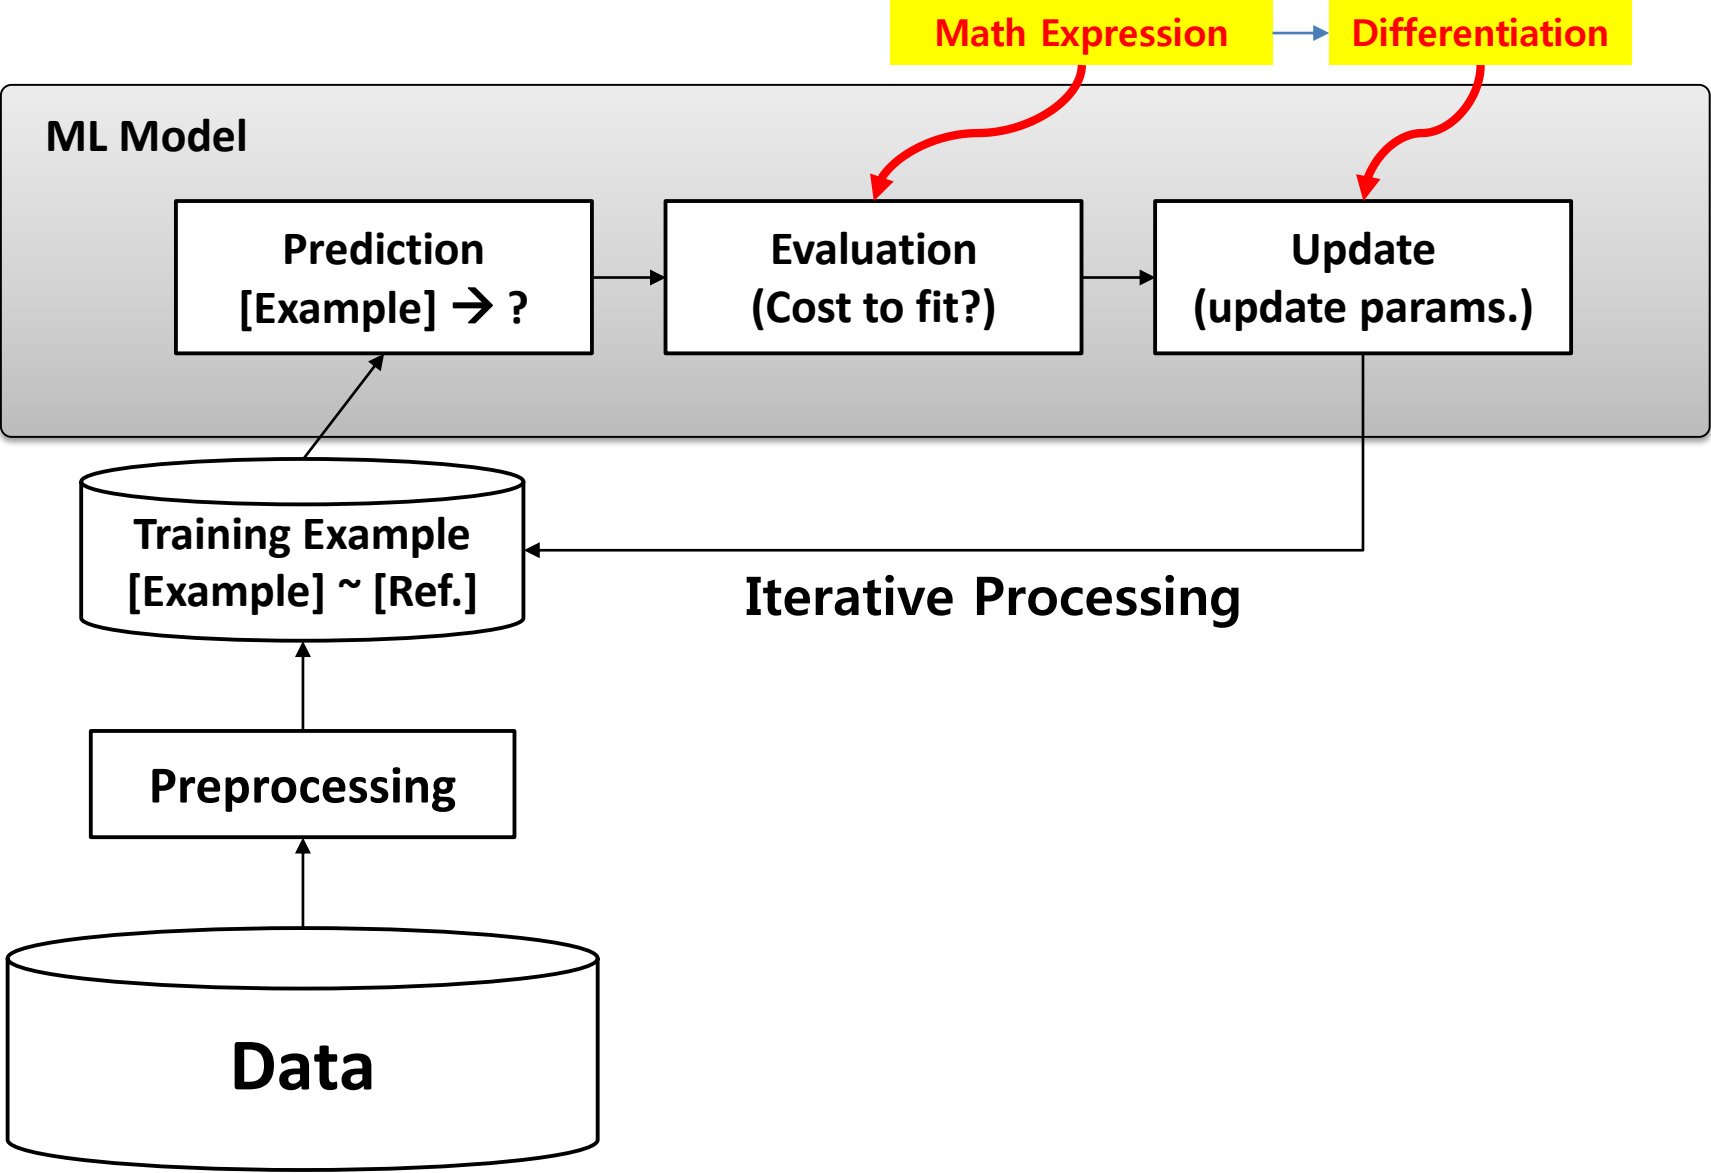 Math Expression
Differentiation
ML Model
Prediction
[Example] → ?
Evaluation
(Cost to fit?)
Update
(update params.)
Training Example
[Example] ~ [Ref.]
Iterative Processing
Preprocessing
Data